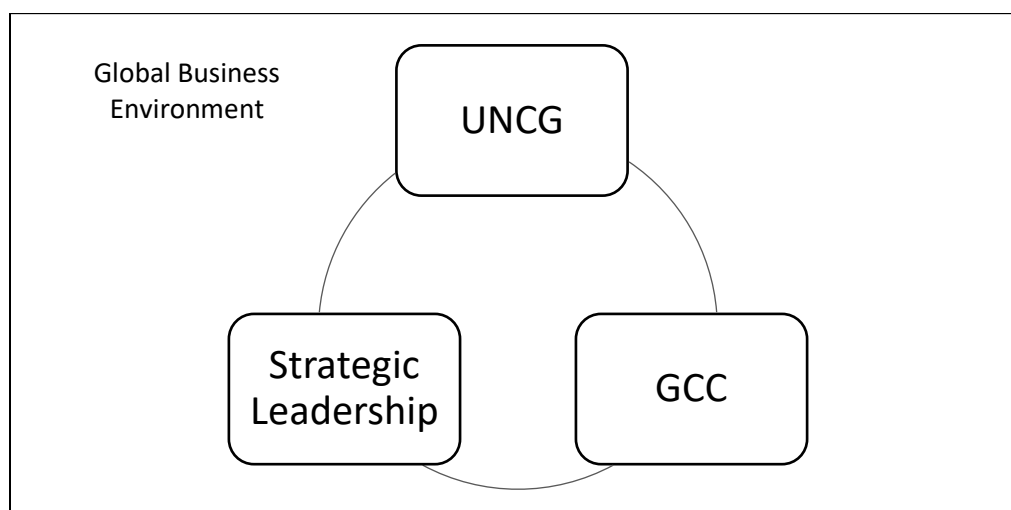 Global Business
Environment
UNCG
Strategic
Leadership
GCC